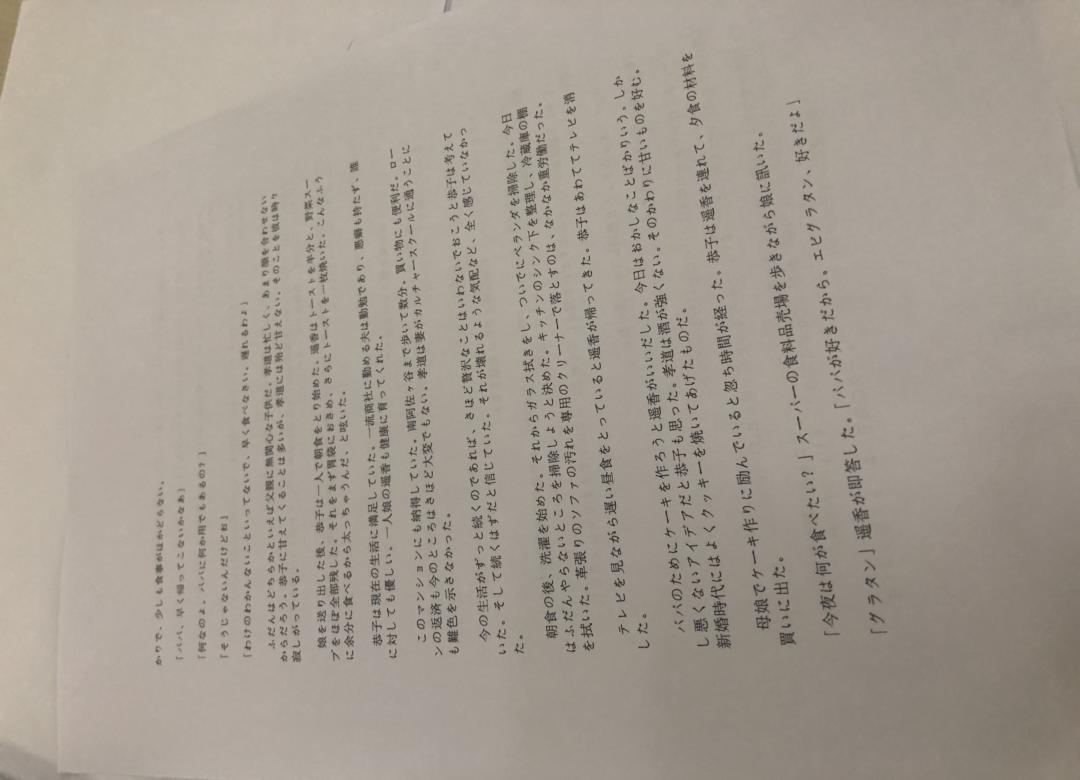 かりで、少しも食事がはかどらない。
「パパ、早く帰ってこないかなあ」
「何なのよ、パパに何か用でもあるの？」
「そうじゃないんだけどお」
「わけのわかんないこといってないで、早く食べなさい。遅れるわよ」
ふだんはどちらかといえば父親に無関心な子供だ。孝道は忙しく、あまり顔を合わせない
からだろう。恭子に甘えてくることは多いが、孝道には殆ど甘えない。そのことを彼は時々
寂しがっている。
娘を送り出した後、恭子は一人で朝食をとり始めた。遥香はトーストを半分と、野菜スー
プをほぼ全部残した。それをまず胃袋におさめ、さらにトーストを一枚焼いた。こんなふう
に余分に食べるから太っちゃうんだ、と呟いた。
恭子は現在の生活に満足していた。一流商社に勤める夫は勤勉であり、悪癖も持たず、誰
に対しても優しい。一人娘の遥香も健康に育ってくれた。
このマンションにも納得していた。南阿佐ヶ谷まで歩いて数分。買い物にも便利だ。ロー
ンの返済も今のところはさほど大変でもない。孝道は妻がカルチャースクールに通うことに
も難色を示さなかった。
今の生活がずっと続くのであれば、さほど贅沢なことはいわないでおこうと恭子は考えて
いた。そして続くはずだと信じていた。それが壊れるような気配など、全く感じていなかっ
た。
朝食の後、洗濯を始めた。それからガラス拭きをし、ついでにベランダを掃除した。今日
はふだんやらないところを掃除しようと決めた。キッチンのシンク下を整理し、冷蔵庫の棚
を拭いた。革張りのソファの汚れを専用のクリーナーで落とすのは、なかなか重労働だった。
テレビを見ながら遅い昼食をとっていると遥香が帰ってきた。恭子はあわててテレビを消
した。
パパのためにケーキを作ろうと遥香がいいだした。今日はおかしなことばかりいう。しか
し悪くないアイデアだと恭子も思った。孝道は酒が強くない。そのかわりに甘いものを好む。
新婚時代にはよくクッキーを焼いてあげたものだ。
母娘でケーキ作りに励んでいると忽ち時間が経った。恭子は遥香を連れて、夕食の材料を
買いに出た。
「今夜は何が食べたい？」スーパーの食料品売場を歩きながら娘に訊いた。
「グラタン」遥香が即答した。「パパが好きだから。エビグラタン、好きだよ」